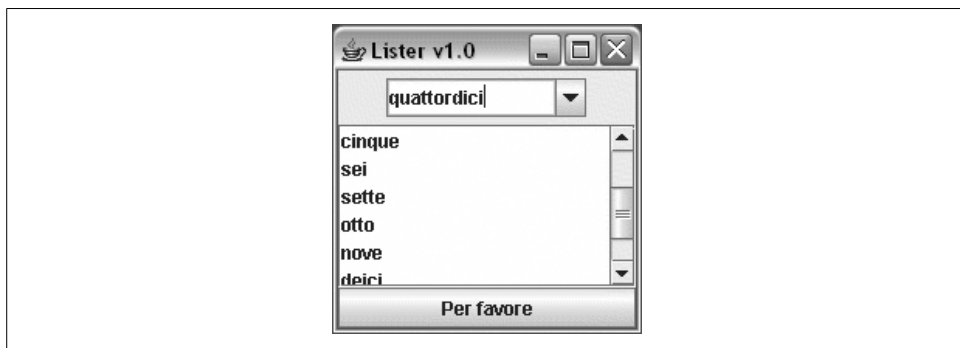 Lister v1.0
quattordici
cinque
sei
sette
otto
nove
deici
Per favore